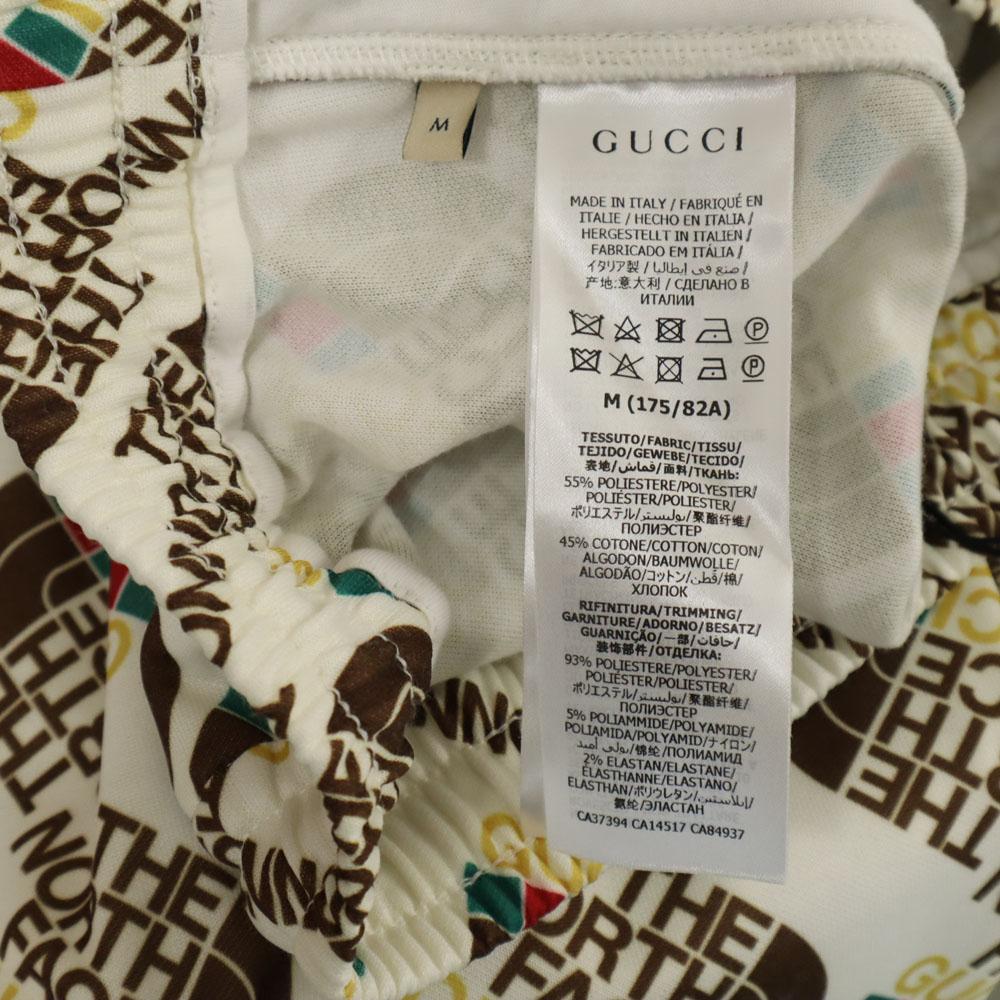 M
GUCCI
MADE IN ITALY / FABRIQUÉ EN
ITALIE / HECHO EN ITALIA /
HERGESTELLT IN ITALIEN /
FABRICADO EM ITÁLIA /
イタリア製 / صنع في إيطاليا /
产地:意大利 / СДЕЛАНО В
ИТАЛИИ
M (175/82A)
TESSUTO/FABRIC/TISSU/
TEJIDO/GEWEBE/TECIDO/
表地/قماش/面料/ТКАНЬ:
55% POLIESTERE/POLYESTER/
POLIÉSTER/POLIESTER/
ポリエステル/بوليستر/聚酯纤维/
ПОЛИЭСТЕР
45% COTONE/COTTON/COTON/
ALGODON/BAUMWOLLE/
ALGODÃO/コットン/قطن/棉/
ХЛОПОК
RIFINITURA/TRIMMING/
GARNITURE/ADORNO/BESATZ/
GUARNIÇÃO/一部/حافات/
装饰部件/ОТДЕЛКА:
93% POLIESTERE/POLYESTER/
POLIÉSTER/POLIESTER/
ポリエステル/بوليستر/聚酯纤维/
ПОЛИЭСТЕР
5% POLIAMMIDE/POLYAMIDE/
POLIAMIDA/POLYAMID/ナイロン/
بولي أميد/锦纶/ПОЛИАМИД
2% ELASTAN/ELASTANE/
ÉLASTHANNE/ELASTANO/
ELASTHAN/ポリウレタン/إيلاستين/
氨纶/ЭЛАСТАН
CA37394 CA14517 CA84937
THE
NORTH
FACE
THE
NORTH
THE
GUCCI